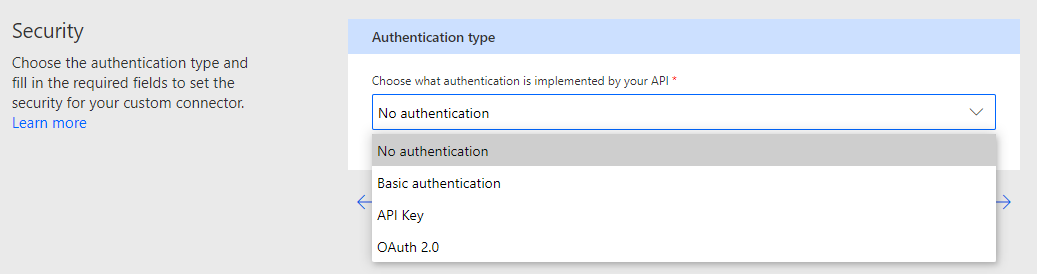 Security
Choose the authentication type and
fill in the required fields to set the
security for your custom connector.
Learn more
Authentication type
Choose what authentication is implemented by your API *
No authentication
No authentication
Basic authentication
API Key
OAuth 2.0